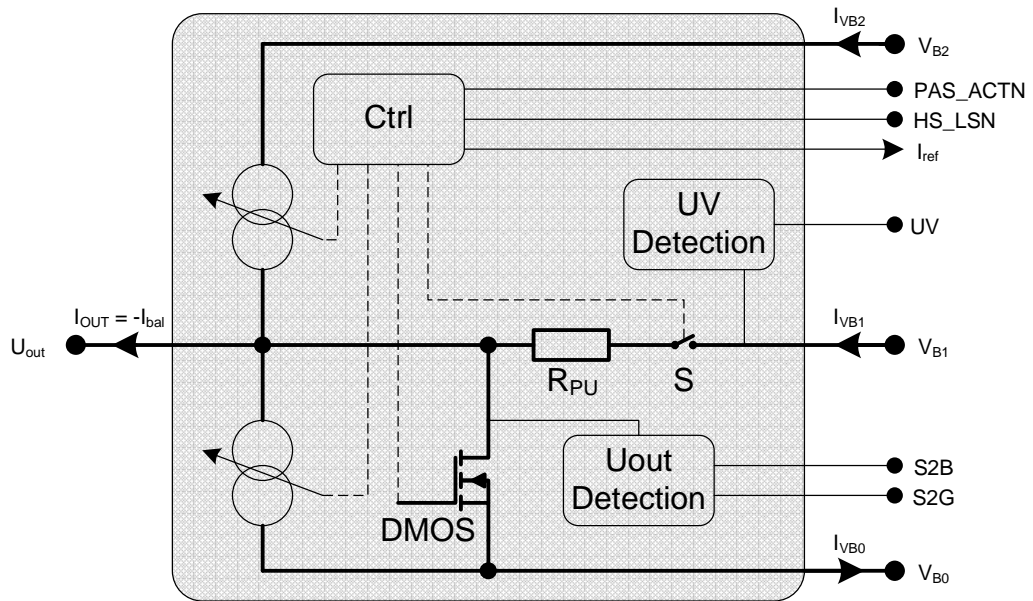 I_VB2
V_B2
Ctrl
PAS_ACTN
HS_LSN
I_ref
UV
Detection
UV
I_OUT = -I_bal
I_VB1
U_out
V_B1
R_PU
S
Uout
Detection
S2B
S2G
DMOS
I_VB0
V_B0